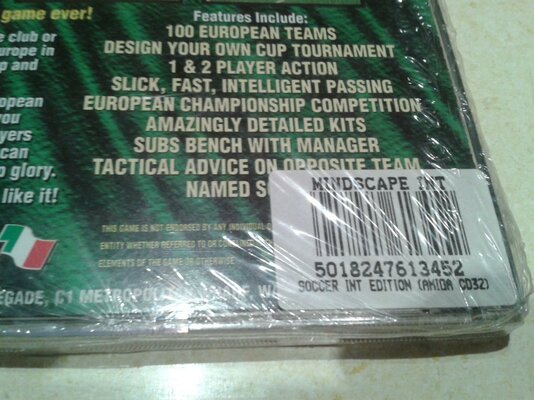 game ever!
e club or
urope in
p and
opean
you
yers
can
glory.
like it!
Features Include:
100 EUROPEAN TEAMS
DESIGN YOUR OWN CUP TOURNAMENT
1 & 2 PLAYER ACTION
SLICK, FAST, INTELLIGENT PASSING
EUROPEAN CHAMPIONSHIP COMPETITION
AMAZINGLY DETAILED KITS
SUBS BENCH WITH MANAGER
TACTICAL ADVICE ON OPPOSITE TEAM
NAMED S
THIS GAME IS NOT ENDORSED BY ANY INDIVIDUAL
ENTITY WHETHER REFERRED TO OR
ELEMENTS OF THE GAME OR OTHERWISE
EGADE, C1 METROPOL
MINDSCAPE INT
5018247613452
SOCCER INT EDITION (AMIGA CD32)